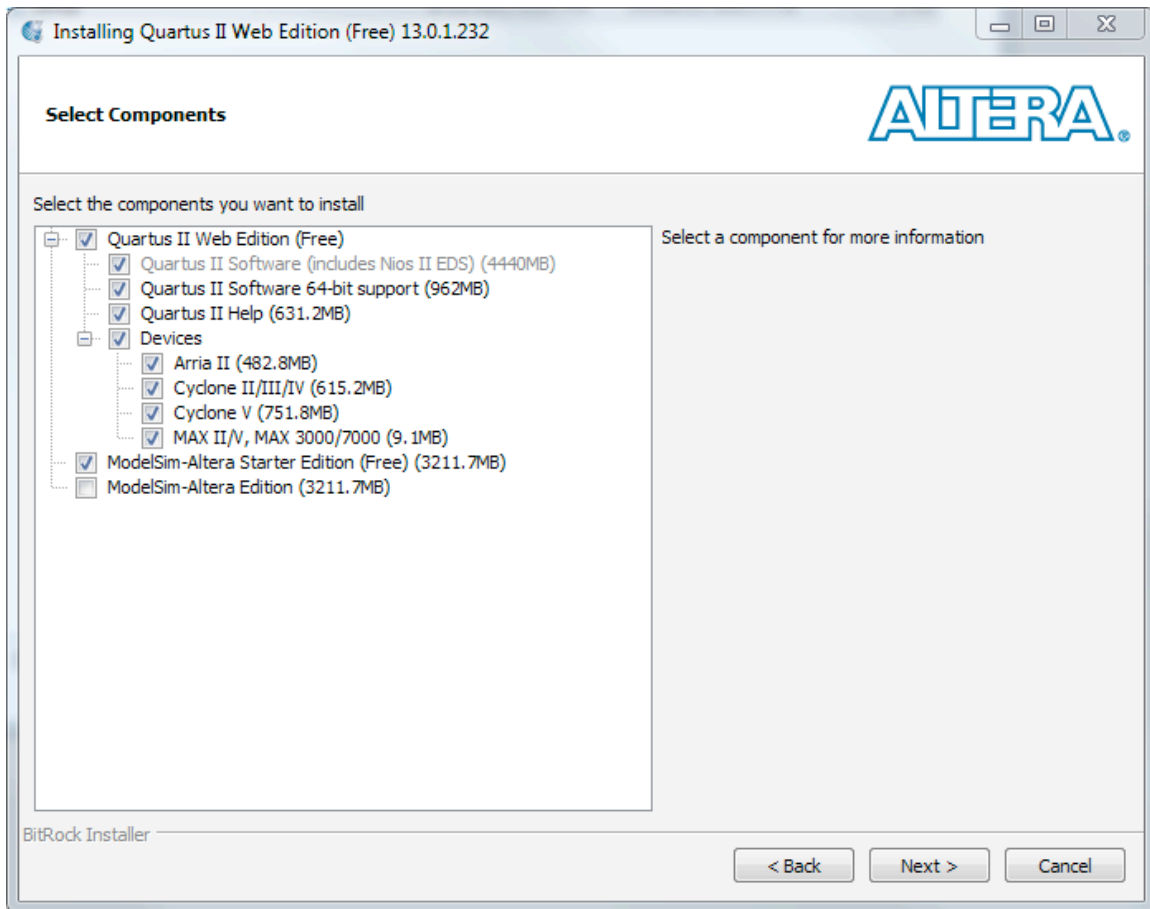 Installing Quartus II Web Edition (Free) 13.0.1.232
Select Components
ALTERA®
Select the components you want to install
Quartus II Web Edition (Free)
Quartus II Software (includes Nios II EDS) (4440MB)
Quartus II Software 64-bit support (962MB)
Quartus II Help (631.2MB)
Devices
Arria II (482.8MB)
Cyclone II/III/IV (615.2MB)
Cyclone V (751.8MB)
MAX II/V, MAX 3000/7000 (9.1MB)
ModelSim-Altera Starter Edition (Free) (3211.7MB)
ModelSim-Altera Edition (3211.7MB)
Select a component for more information
BitRock Installer
< Back
Next >
Cancel